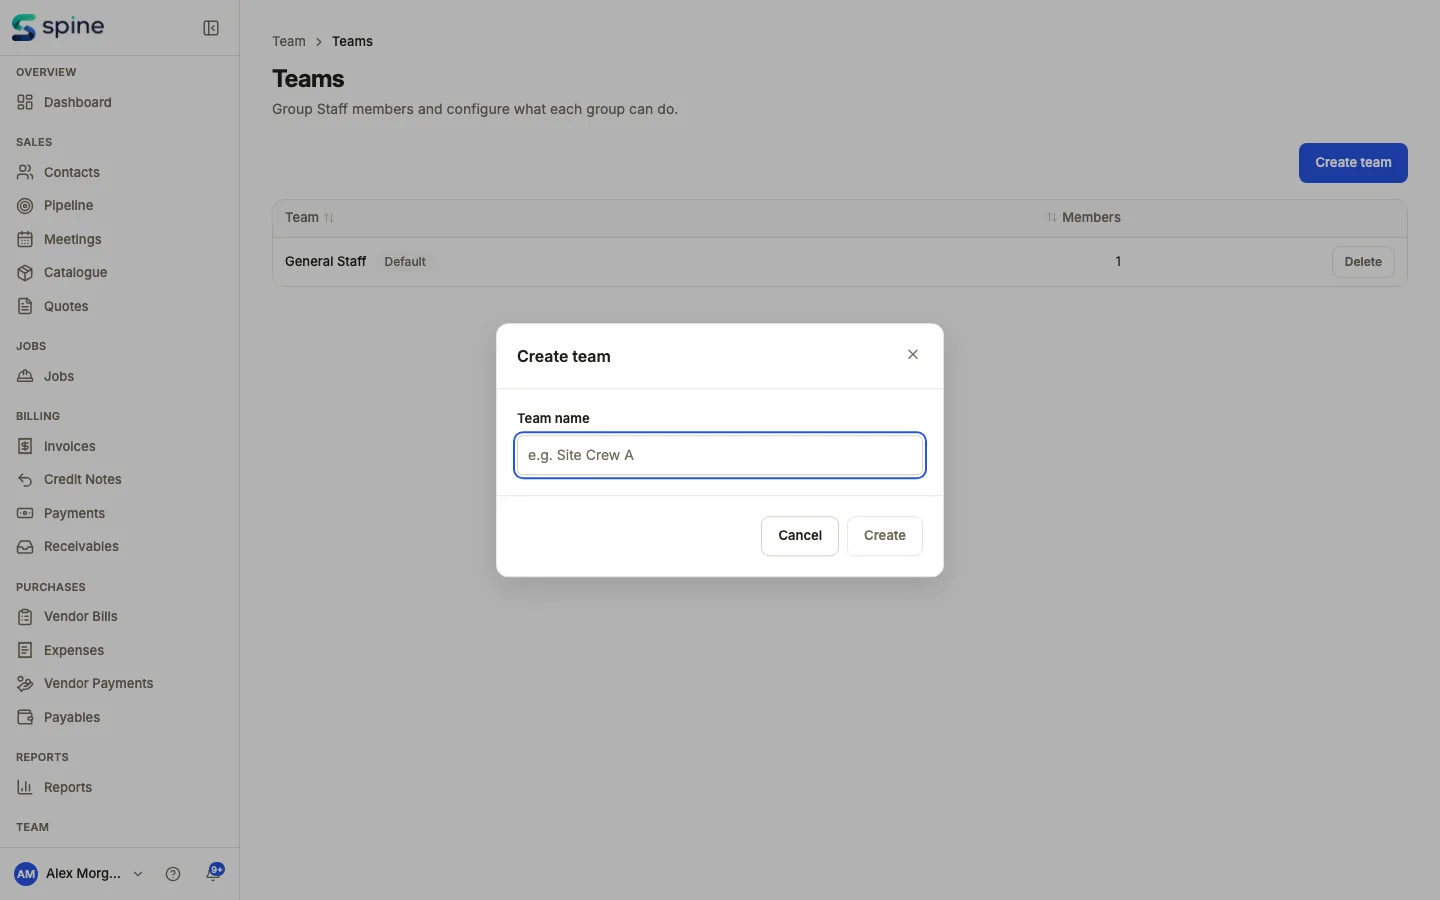 spine
Team > Teams
Teams
Group Staff members and configure what each group can do.
OVERVIEW
Dashboard
SALES
Contacts
Pipeline
Meetings
Catalogue
Quotes
JOBS
Jobs
BILLING
Invoices
Credit Notes
Payments
Receivables
PURCHASES
Vendor Bills
Expenses
Vendor Payments
Payables
REPORTS
Reports
TEAM
AM Alex Morg... 9+
Create team
Team Members
General Staff Default 1 Delete
Create team
Team name
e.g. Site Crew A
Cancel Create